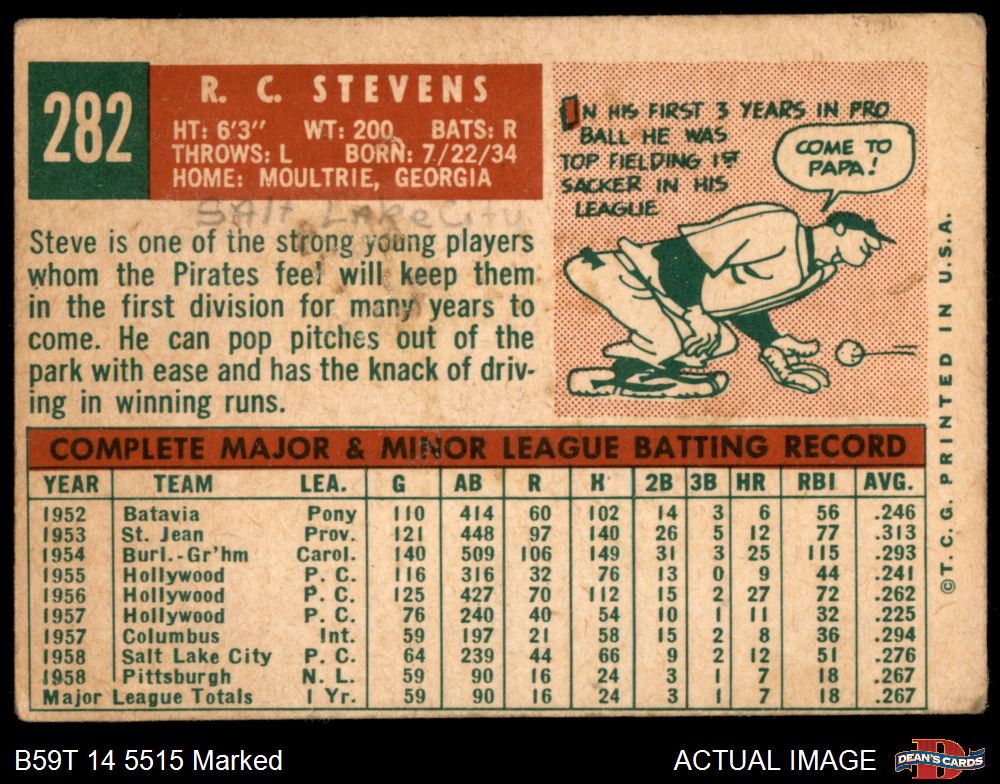 282
R. C. STEVENS
HT: 6'3" WT: 200 BATS: R
THROWS: L BORN: 7/22/34
HOME: MOULTRIE, GEORGIA
Salt Lake City
Steve is one of the strong young players
whom the Pirates feel will keep them
in the first division for many years to
come. He can pop pitches out of the
park with ease and has the knack of driv-
ing in winning runs.
IN HIS FIRST 3 YEARS IN PRO
BALL HE WAS
TOP FIELDING 1ST
SACKER IN HIS
LEAGUE
COME TO
PAPA!
COMPLETE MAJOR & MINOR LEAGUE BATTING RECORD
YEAR TEAM LEA. G AB R H 2B 3B HR RBI AVG.
1952 Batavia Pony 110 414 60 102 14 3 6 56 .246
1953 St. Jean Prov. 121 448 97 140 26 5 12 77 .313
1954 Burl.-Gr'hm Carol. 140 509 106 149 31 3 25 115 .293
1955 Hollywood P. C. 116 316 32 76 13 0 9 44 .241
1956 Hollywood P. C. 125 427 70 112 15 2 27 72 .262
1957 Hollywood P. C. 76 240 40 54 10 1 11 32 .225
1957 Columbus Int. 59 197 21 58 15 2 8 36 .294
1958 Salt Lake City P. C. 64 239 44 66 9 2 12 51 .276
1958 Pittsburgh N. L. 59 90 16 24 3 1 7 18 .267
Major League Totals 1 Yr. 59 90 16 24 3 1 7 18 .267
©T. C. G. PRINTED IN U.S.A.
B59T 14 5515 Marked
ACTUAL IMAGE
DEAN'S CARDS